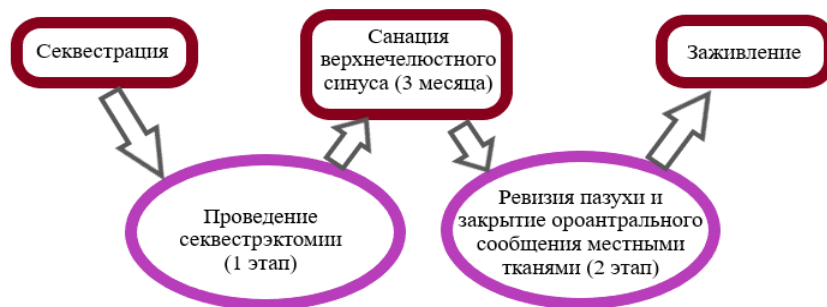 Секвестрация
Проведение
секвестрэктомии
(1 этап)
Санация
верхнечелюстного
синуса (3 месяца)
Ревизия пазухи и
закрытие ороантрального
сообщения местными
тканями (2 этап)
Заживление